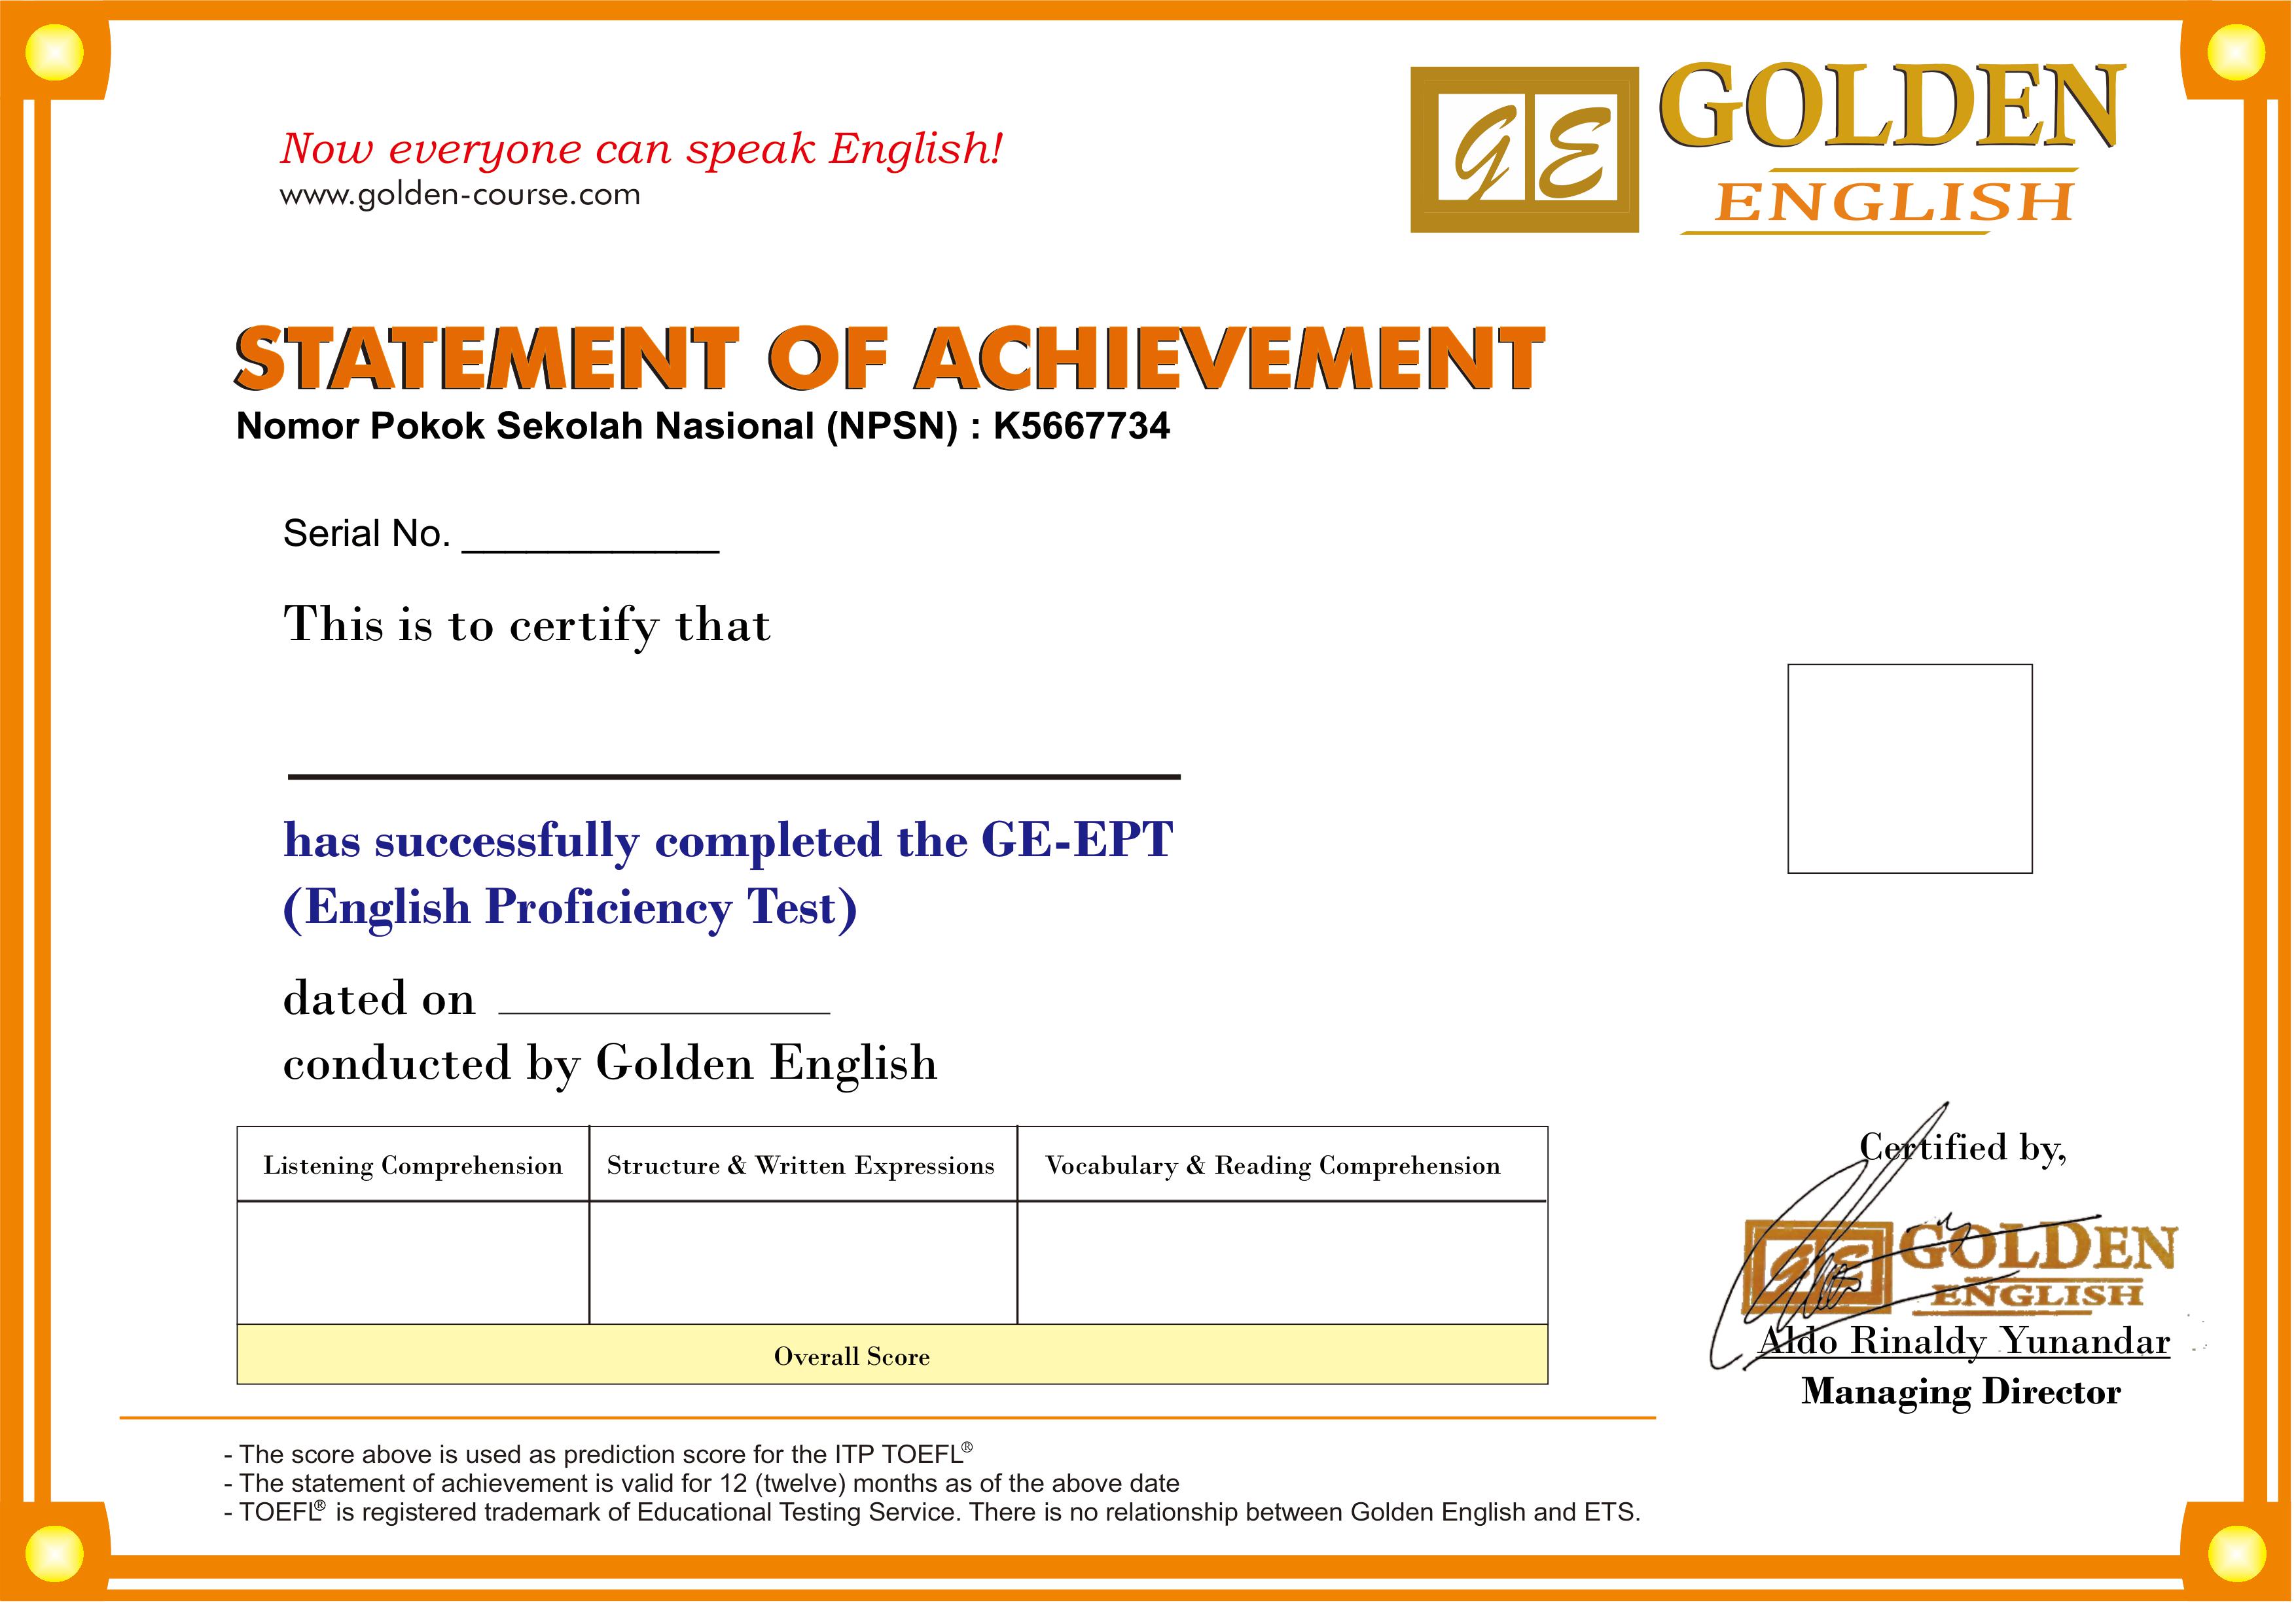 Now everyone can speak English!
www.golden-course.com
GE GOLDEN
ENGLISH
STATEMENT OF ACHIEVEMENT
Nomor Pokok Sekolah Nasional (NPSN) : K5667734
Serial No. ____________
This is to certify that
has successfully completed the GE-EPT
(English Proficiency Test)
dated on
conducted by Golden English
Listening Comprehension Structure & Written Expressions Vocabulary & Reading Comprehension
Overall Score
Certified by,
GE GOLDEN
ENGLISH
Aldo Rinaldy Yunandar
Managing Director
- The score above is used as prediction score for the ITP TOEFL®
- The statement of achievement is valid for 12 (twelve) months as of the above date
- TOEFL® is registered trademark of Educational Testing Service. There is no relationship between Golden English and ETS.